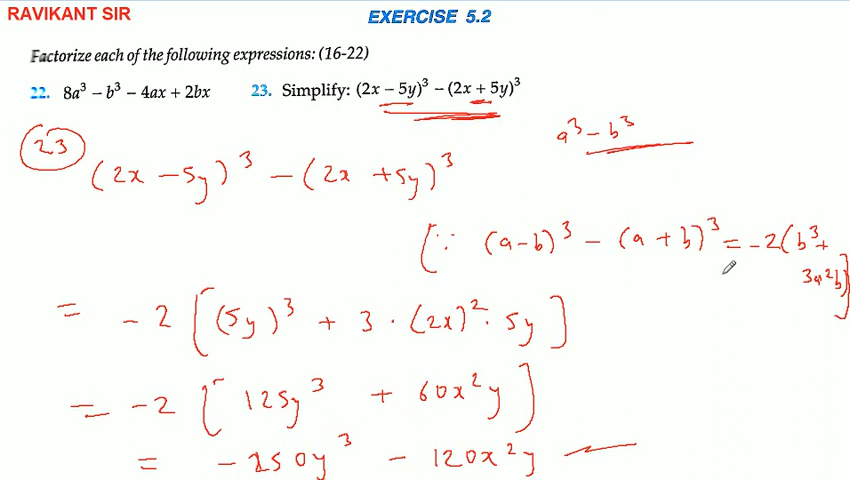 RAVIKANT SIR
EXERCISE 5.2
Factorize each of the following expressions: (16-22)
22. 8a³ − b³ − 4ax + 2bx 23. Simplify: (2x − 5y)³ − (2x + 5y)³
a³ − b³
23
(2x − 5y)³ − (2x + 5y)³
[∵ (a−b)³ − (a+b)³ = −2(b³ + 3a²b)]
= −2 [(5y)³ + 3 · (2x)² · 5y]
= −2 [125y³ + 60x²y]
= −250y³ − 120x²y